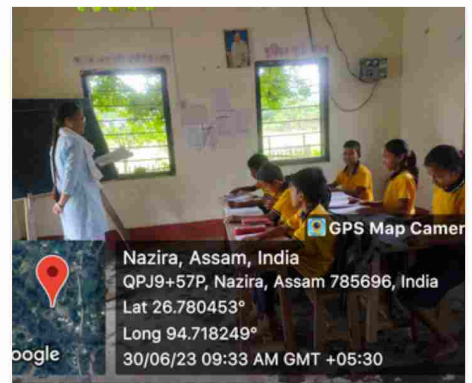 GPS Map Camer
Nazira, Assam, India
QPJ9+57P, Nazira, Assam 785696, India
Lat 26.780453°
Long 94.718249°
30/06/23 09:33 AM GMT +05:30
oogle